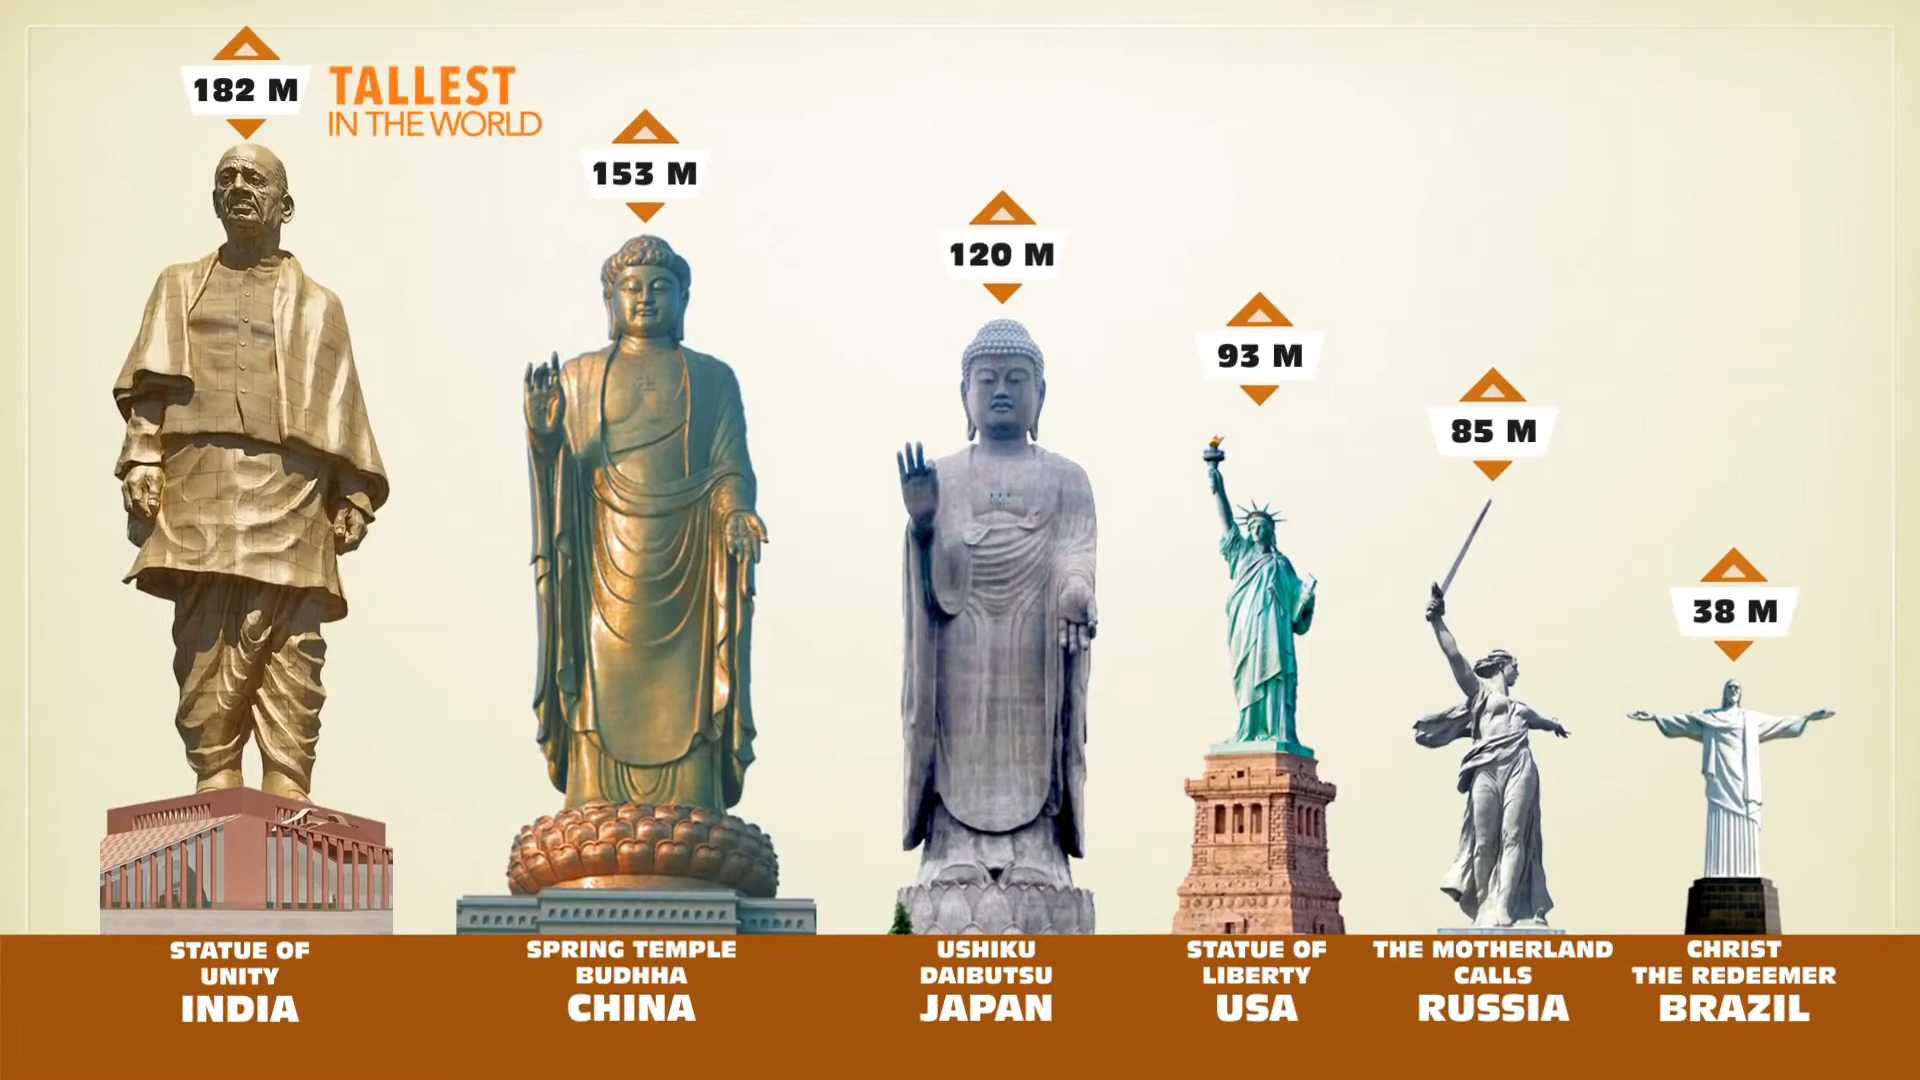 182 M
TALLEST
IN THE WORLD
153 M
120 M
93 M
85 M
38 M
STATUE OF
UNITY
INDIA
SPRING TEMPLE
BUDHHA
CHINA
USHIKU
DAIBUTSU
JAPAN
STATUE OF
LIBERTY
USA
THE MOTHERLAND
CALLS
RUSSIA
CHRIST
THE REDEEMER
BRAZIL